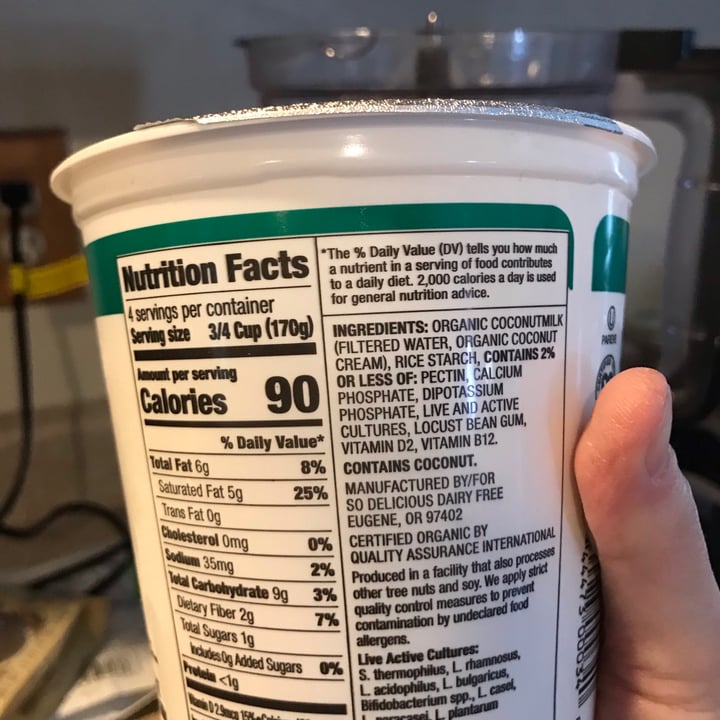 Nutrition Facts
4 servings per container
Serving size 3/4 Cup (170g)
Amount per serving
Calories 90
% Daily Value*
Total Fat 6g 8%
Saturated Fat 5g 25%
Trans Fat 0g
Cholesterol 0mg 0%
Sodium 35mg 2%
Total Carbohydrate 9g 3%
Dietary Fiber 2g 7%
Total Sugars 1g
Includes 0g Added Sugars 0%
Protein <1g
*The % Daily Value (DV) tells you how much
a nutrient in a serving of food contributes
to a daily diet. 2,000 calories a day is used
for general nutrition advice.
INGREDIENTS: ORGANIC COCONUTMILK
(FILTERED WATER, ORGANIC COCONUT
CREAM), RICE STARCH, CONTAINS 2%
OR LESS OF: PECTIN, CALCIUM
PHOSPHATE, DIPOTASSIUM
PHOSPHATE, LIVE AND ACTIVE
CULTURES, LOCUST BEAN GUM,
VITAMIN D2, VITAMIN B12.
CONTAINS COCONUT.
MANUFACTURED BY/FOR
SO DELICIOUS DAIRY FREE
EUGENE, OR 97402
CERTIFIED ORGANIC BY
QUALITY ASSURANCE INTERNATIONAL
Produced in a facility that also processes
other tree nuts and soy. We apply strict
quality control measures to prevent
contamination by undeclared food
allergens.
Live Active Cultures:
S. thermophilus, L. rhamnosus,
L. acidophilus, L. bulgaricus,
Bifidobacterium spp., L. casei,
L. paracasei, L. plantarum